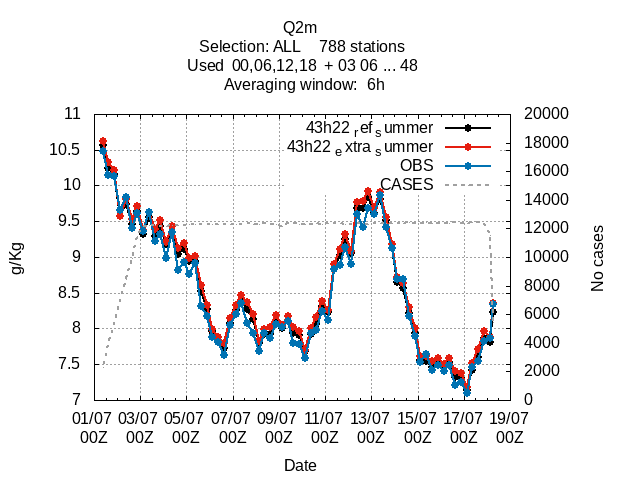 Q2m
Selection: ALL    788 stations
Used  00,06,12,18  + 03 06 ... 48
Averaging window:  6h
43h22 refsummer
43h22 extrasummer
OBS
CASES
11
10.5
10
9.5
9
8.5
8
7.5
7
20000
18000
16000
14000
12000
10000
8000
6000
4000
2000
0
g/Kg
No cases
01/07 03/07 05/07 07/07 09/07 11/07 13/07 15/07 17/07 19/07
00Z 00Z 00Z 00Z 00Z 00Z 00Z 00Z 00Z 00Z
Date